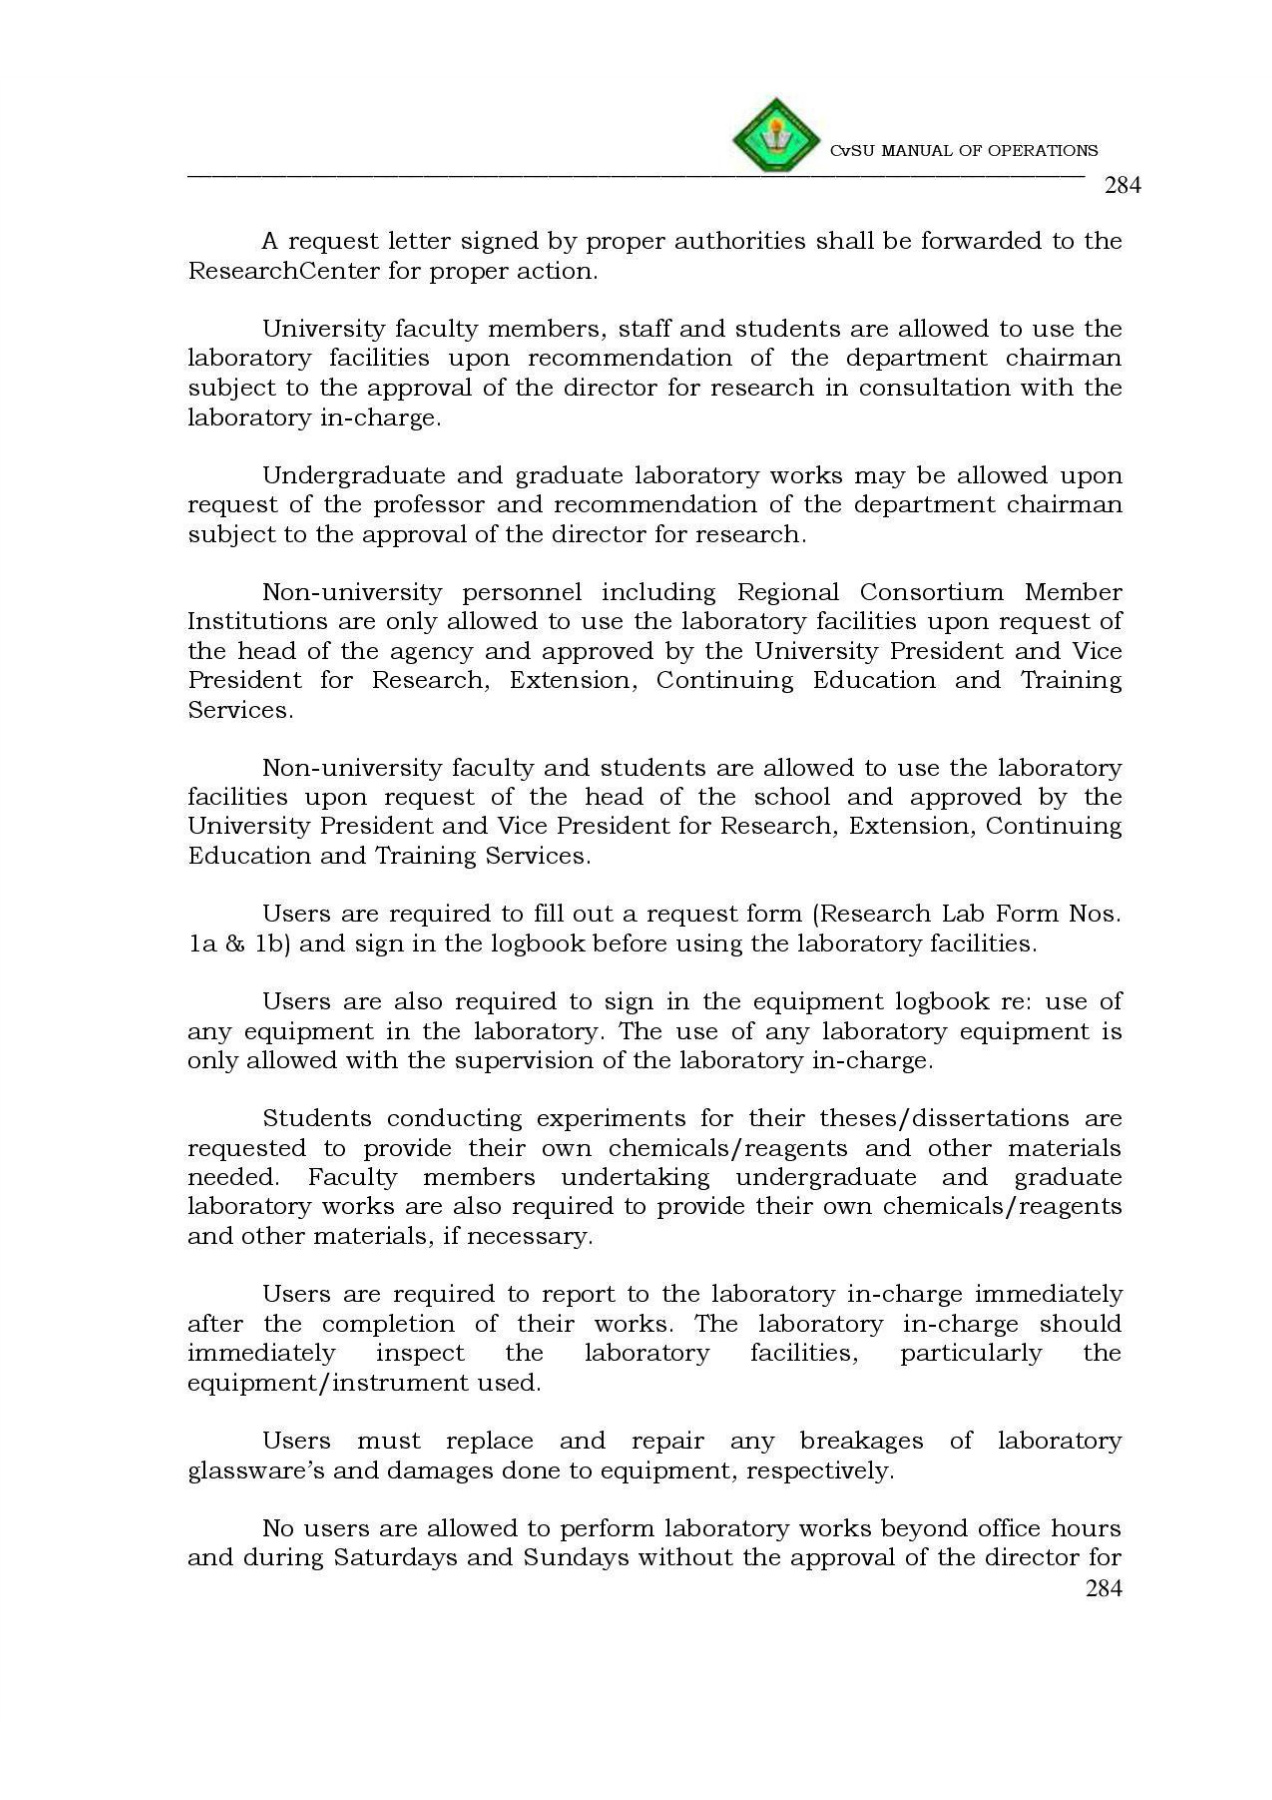 CvSU MANUAL OF OPERATIONS
284
A request letter signed by proper authorities shall be forwarded to the
ResearchCenter for proper action.
University faculty members, staff and students are allowed to use the
laboratory facilities upon recommendation of the department chairman
subject to the approval of the director for research in consultation with the
laboratory in-charge.
Undergraduate and graduate laboratory works may be allowed upon
request of the professor and recommendation of the department chairman
subject to the approval of the director for research.
Non-university personnel including Regional Consortium Member
Institutions are only allowed to use the laboratory facilities upon request of
the head of the agency and approved by the University President and Vice
President for Research, Extension, Continuing Education and Training
Services.
Non-university faculty and students are allowed to use the laboratory
facilities upon request of the head of the school and approved by the
University President and Vice President for Research, Extension, Continuing
Education and Training Services.
Users are required to fill out a request form (Research Lab Form Nos.
1a & 1b) and sign in the logbook before using the laboratory facilities.
Users are also required to sign in the equipment logbook re: use of
any equipment in the laboratory. The use of any laboratory equipment is
only allowed with the supervision of the laboratory in-charge.
Students conducting experiments for their theses/dissertations are
requested to provide their own chemicals/reagents and other materials
needed. Faculty members undertaking undergraduate and graduate
laboratory works are also required to provide their own chemicals/reagents
and other materials, if necessary.
Users are required to report to the laboratory in-charge immediately
after the completion of their works. The laboratory in-charge should
immediately inspect the laboratory facilities, particularly the
equipment/instrument used.
Users must replace and repair any breakages of laboratory
glassware’s and damages done to equipment, respectively.
No users are allowed to perform laboratory works beyond office hours
and during Saturdays and Sundays without the approval of the director for
284